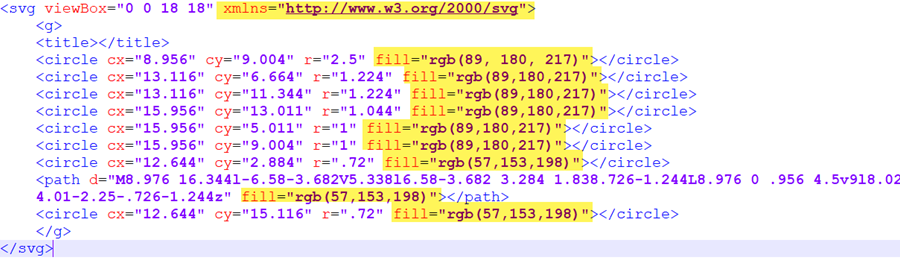 <svg viewBox="0 0 18 18" xmlns="http://www.w3.org/2000/svg">
<g>
<title></title>
<circle cx="8.956" cy="9.004" r="2.5" fill="rgb(89, 180, 217)"></circle>
<circle cx="13.116" cy="6.664" r="1.224" fill="rgb(89,180,217)"></circle>
<circle cx="13.116" cy="11.344" r="1.224" fill="rgb(89,180,217)"></circle>
<circle cx="15.956" cy="13.011" r="1.044" fill="rgb(89,180,217)"></circle>
<circle cx="15.956" cy="5.011" r="1" fill="rgb(89,180,217)"></circle>
<circle cx="15.956" cy="9.004" r="1" fill="rgb(89,180,217)"></circle>
<circle cx="12.644" cy="2.884" r=".72" fill="rgb(57,153,198)"></circle>
<path d="M8.976 16.344l-6.58-3.682V5.338l6.58-3.682 3.284 1.838.726-1.244L8.976 0 .956 4.5v9l8.02
4.01-2.25-.726-1.244z" fill="rgb(57,153,198)"></path>
<circle cx="12.644" cy="15.116" r=".72" fill="rgb(57,153,198)"></circle>
</g>
</svg>